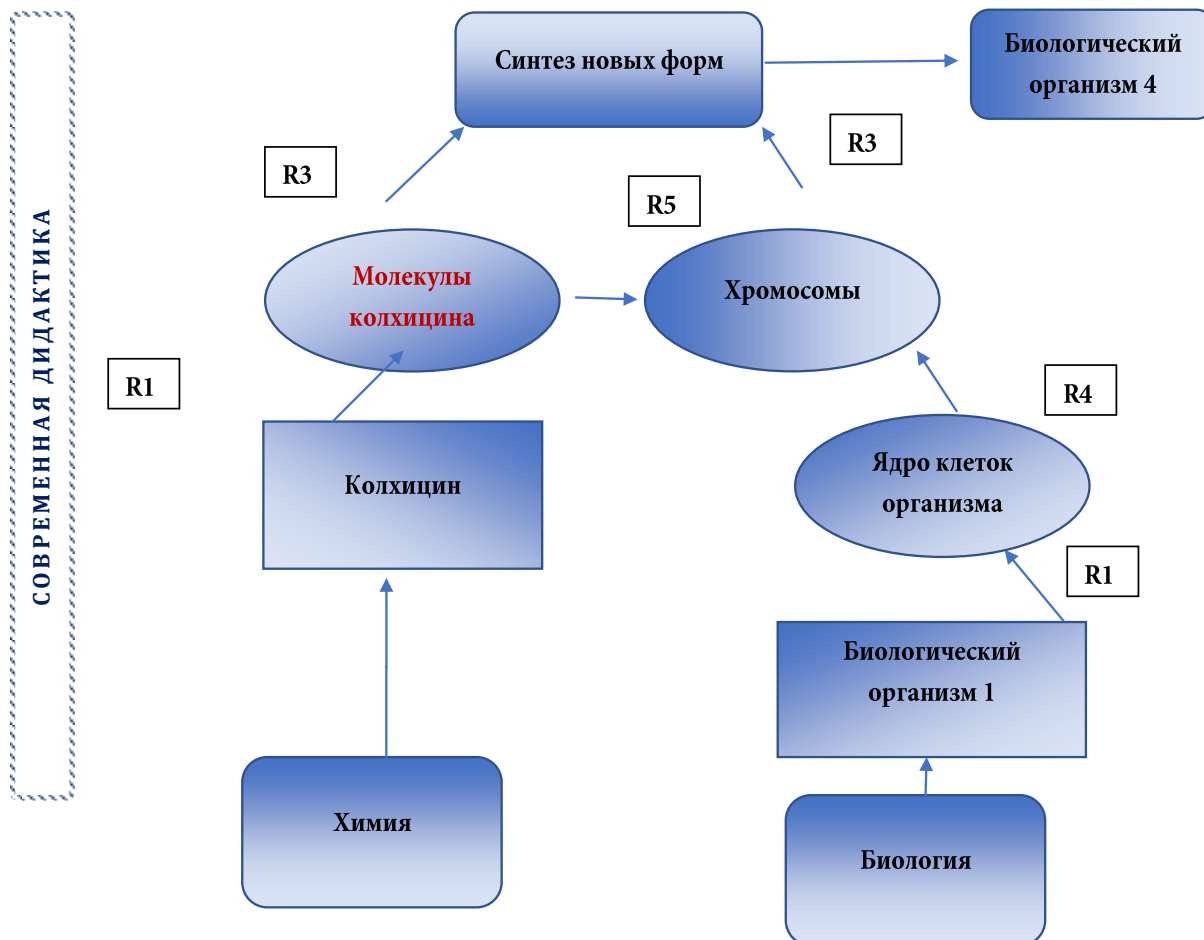 СОВРЕМЕННАЯ ДИДАКТИКА
Синтез новых форм
Биологический
организм 4
R3
R3
R5
Молекулы
колхицина
Хромосомы
R1
R4
Колхицин
Ядро клеток
организма
R1
Биологический
организм 1
Химия
Биология